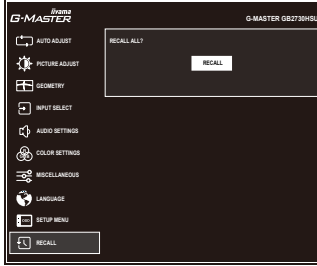 iiyama
G-MASTER
G-MASTER GB2730HSU
AUTO ADJUST
RECALL ALL?
PICTURE ADJUST
RECALL
GEOMETRY
INPUT SELECT
AUDIO SETTINGS
COLOR SETTINGS
MISCELLANEOUS
LANGUAGE
OSD
SETUP MENU
RECALL